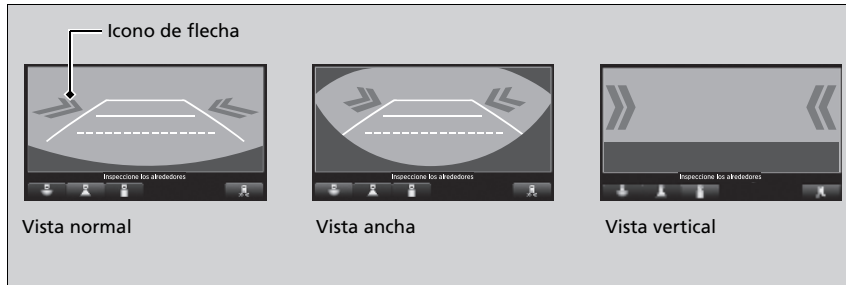 Icono de flecha
Inspeccione los alrededores
Inspeccione los alrededores
Inspeccione los alrededores
Vista normal
Vista ancha
Vista vertical